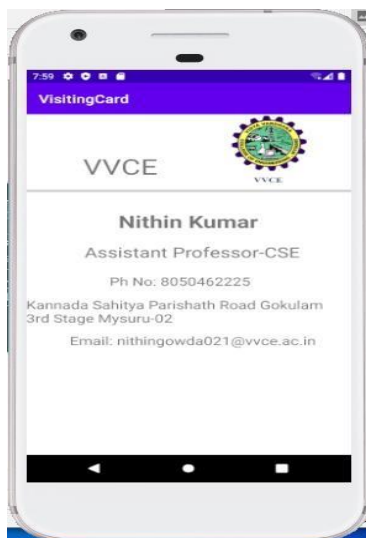 7:59
VisitingCard
VVCE
VVCE
Nithin Kumar
Assistant Professor-CSE
Ph No: 8050462225
Kannada Sahitya Parishath Road Gokulam
3rd Stage Mysuru-02
Email: nithingowda021@vvce.ac.in